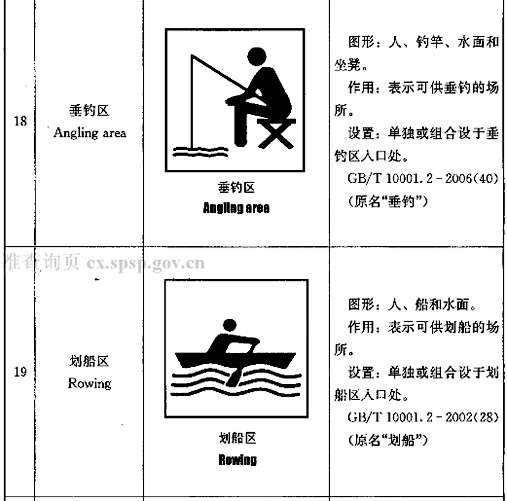 18
垂钓区
Angling area
垂钓区
Angling area
图形：人、钓竿、水面和
坐凳。
作用：表示可供垂钓的场
所。
设置：单独或组合设于垂
钓区入口处。
GB/T 10001.2-2006(40)
（原名“垂钓”）
准查询页 cx.spsp.gov.cn
19
划船区
Rowing
划船区
Rowing
图形：人、船和水面。
作用：表示可供划船的场
所。
设置：单独或组合设于划
船区入口处。
GB/T 10001.2-2002(28)
（原名“划船”）